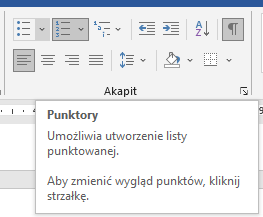 Akapit
Punktory
Umożliwia utworzenie listy
punktowanej.
Aby zmienić wygląd punktów, kliknij
strzałkę.